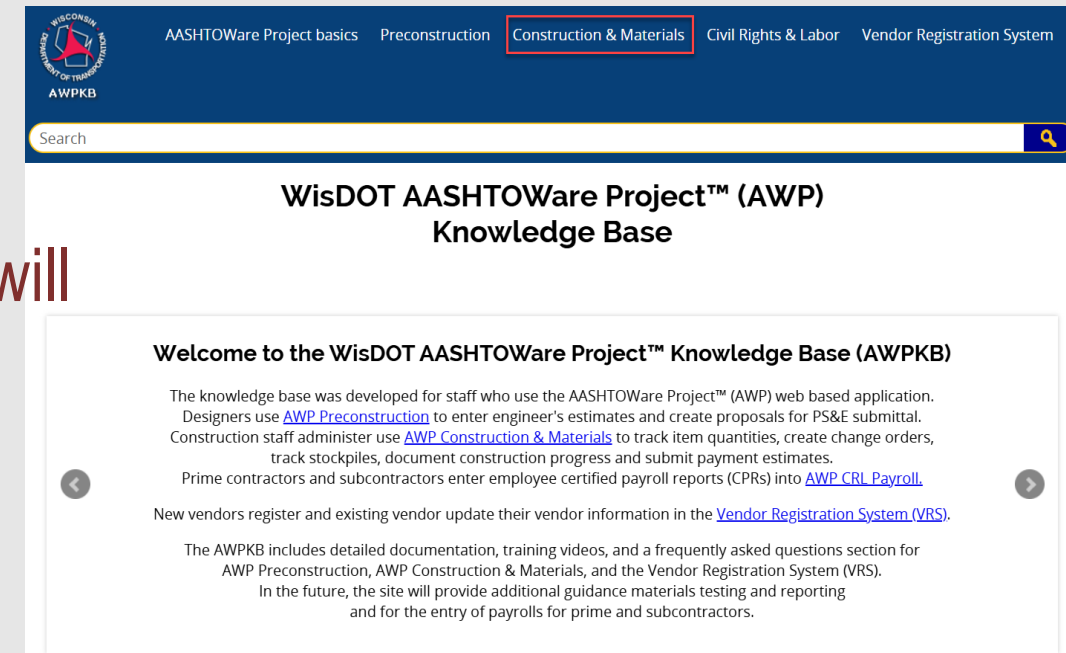 WISCONSIN
DEPARTMENT OF TRANSPORTATION
AWPKB
AASHTOWare Project basics Preconstruction Construction & Materials Civil Rights & Labor Vendor Registration System
Search
WisDOT AASHTOWare Project™ (AWP)
Knowledge Base
will
Welcome to the WisDOT AASHTOWare Project™ Knowledge Base (AWPKB)
The knowledge base was developed for staff who use the AASHTOWare Project™ (AWP) web based application.
Designers use AWP Preconstruction to enter engineer's estimates and create proposals for PS&E submittal.
Construction staff administer use AWP Construction & Materials to track item quantities, create change orders,
track stockpiles, document construction progress and submit payment estimates.
Prime contractors and subcontractors enter employee certified payroll reports (CPRs) into AWP CRL Payroll.
New vendors register and existing vendor update their vendor information in the Vendor Registration System (VRS).
The AWPKB includes detailed documentation, training videos, and a frequently asked questions section for
AWP Preconstruction, AWP Construction & Materials, and the Vendor Registration System (VRS).
In the future, the site will provide additional guidance materials testing and reporting
and for the entry of payrolls for prime and subcontractors.